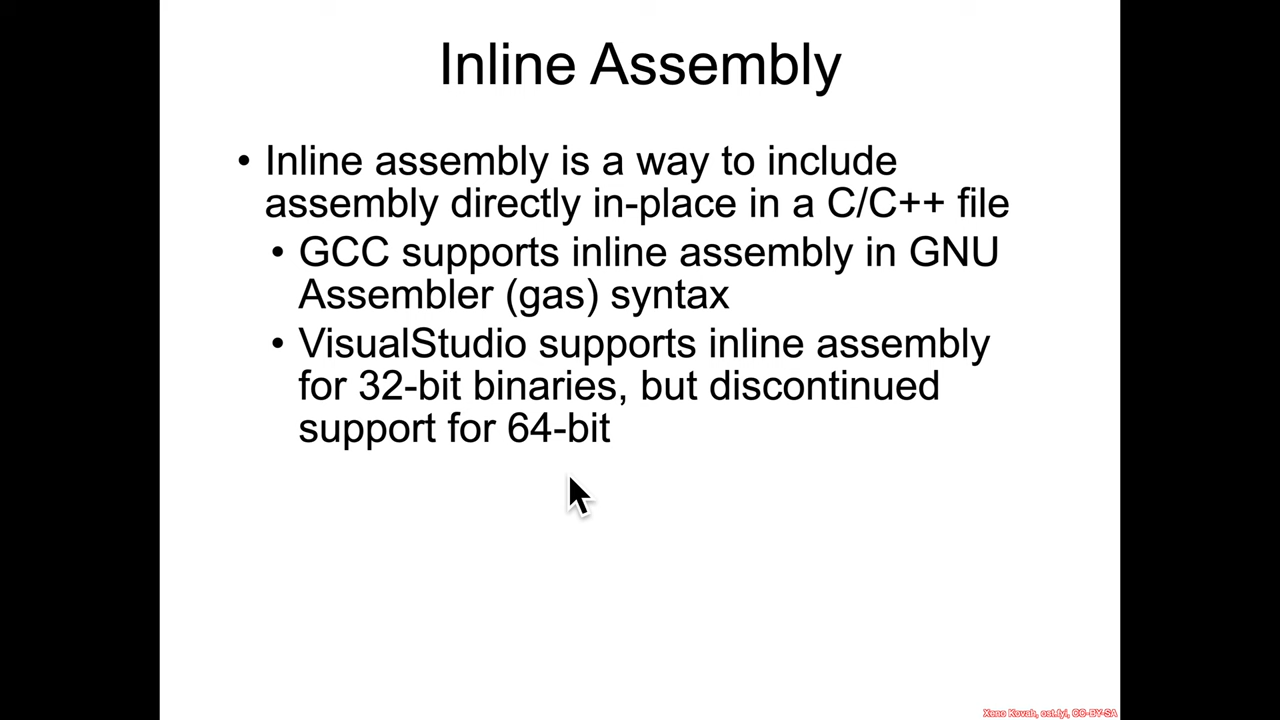 Inline Assembly
• Inline assembly is a way to include
assembly directly in-place in a C/C++ file
• GCC supports inline assembly in GNU
Assembler (gas) syntax
• VisualStudio supports inline assembly
for 32-bit binaries, but discontinued
support for 64-bit
Xeno Kovah, ost.fyi, CC-BY-SA